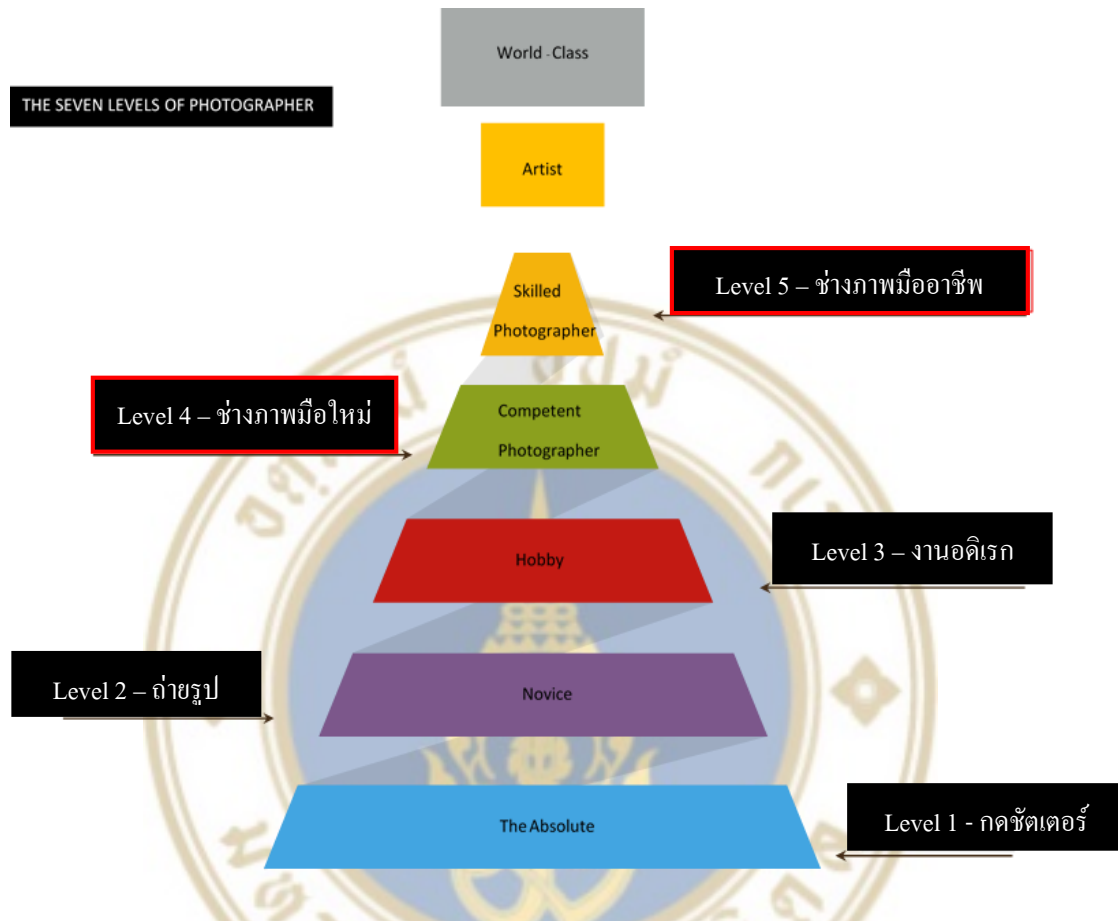 World - Class
THE SEVEN LEVELS OF PHOTOGRAPHER
Artist
Skilled
Photographer
Level 5 – ช่างภาพมืออาชีพ
Level 4 – ช่างภาพมือใหม่
Competent
Photographer
Hobby
Level 3 – งานอดิเรก
Level 2 – ถ่ายรูป
Novice
The Absolute
Level 1 - กดชัตเตอร์